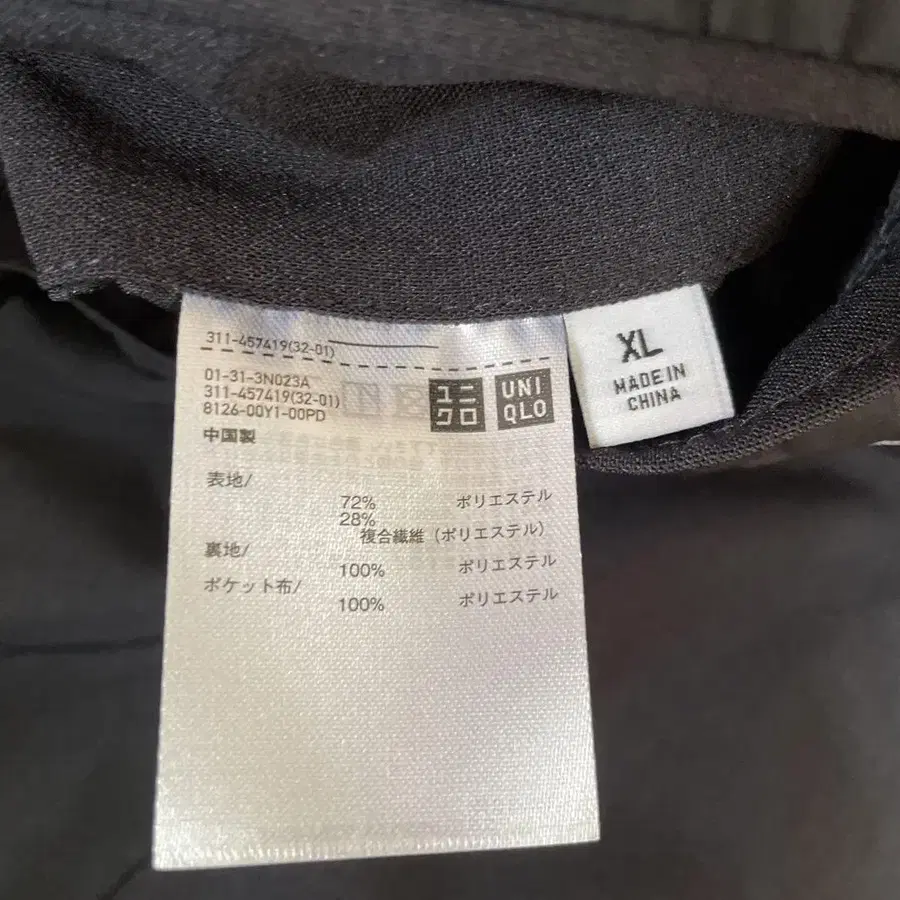 311-457419(32-01)
01-31-3N023A
311-457419(32-01)
8126-00Y1-00PD
ユニ
クロ
UNI
QLO
中国製
表地/
72% ポリエステル
28%
複合繊維（ポリエステル）
裏地/
100% ポリエステル
ポケット布/
100% ポリエステル
XL
MADE IN
CHINA